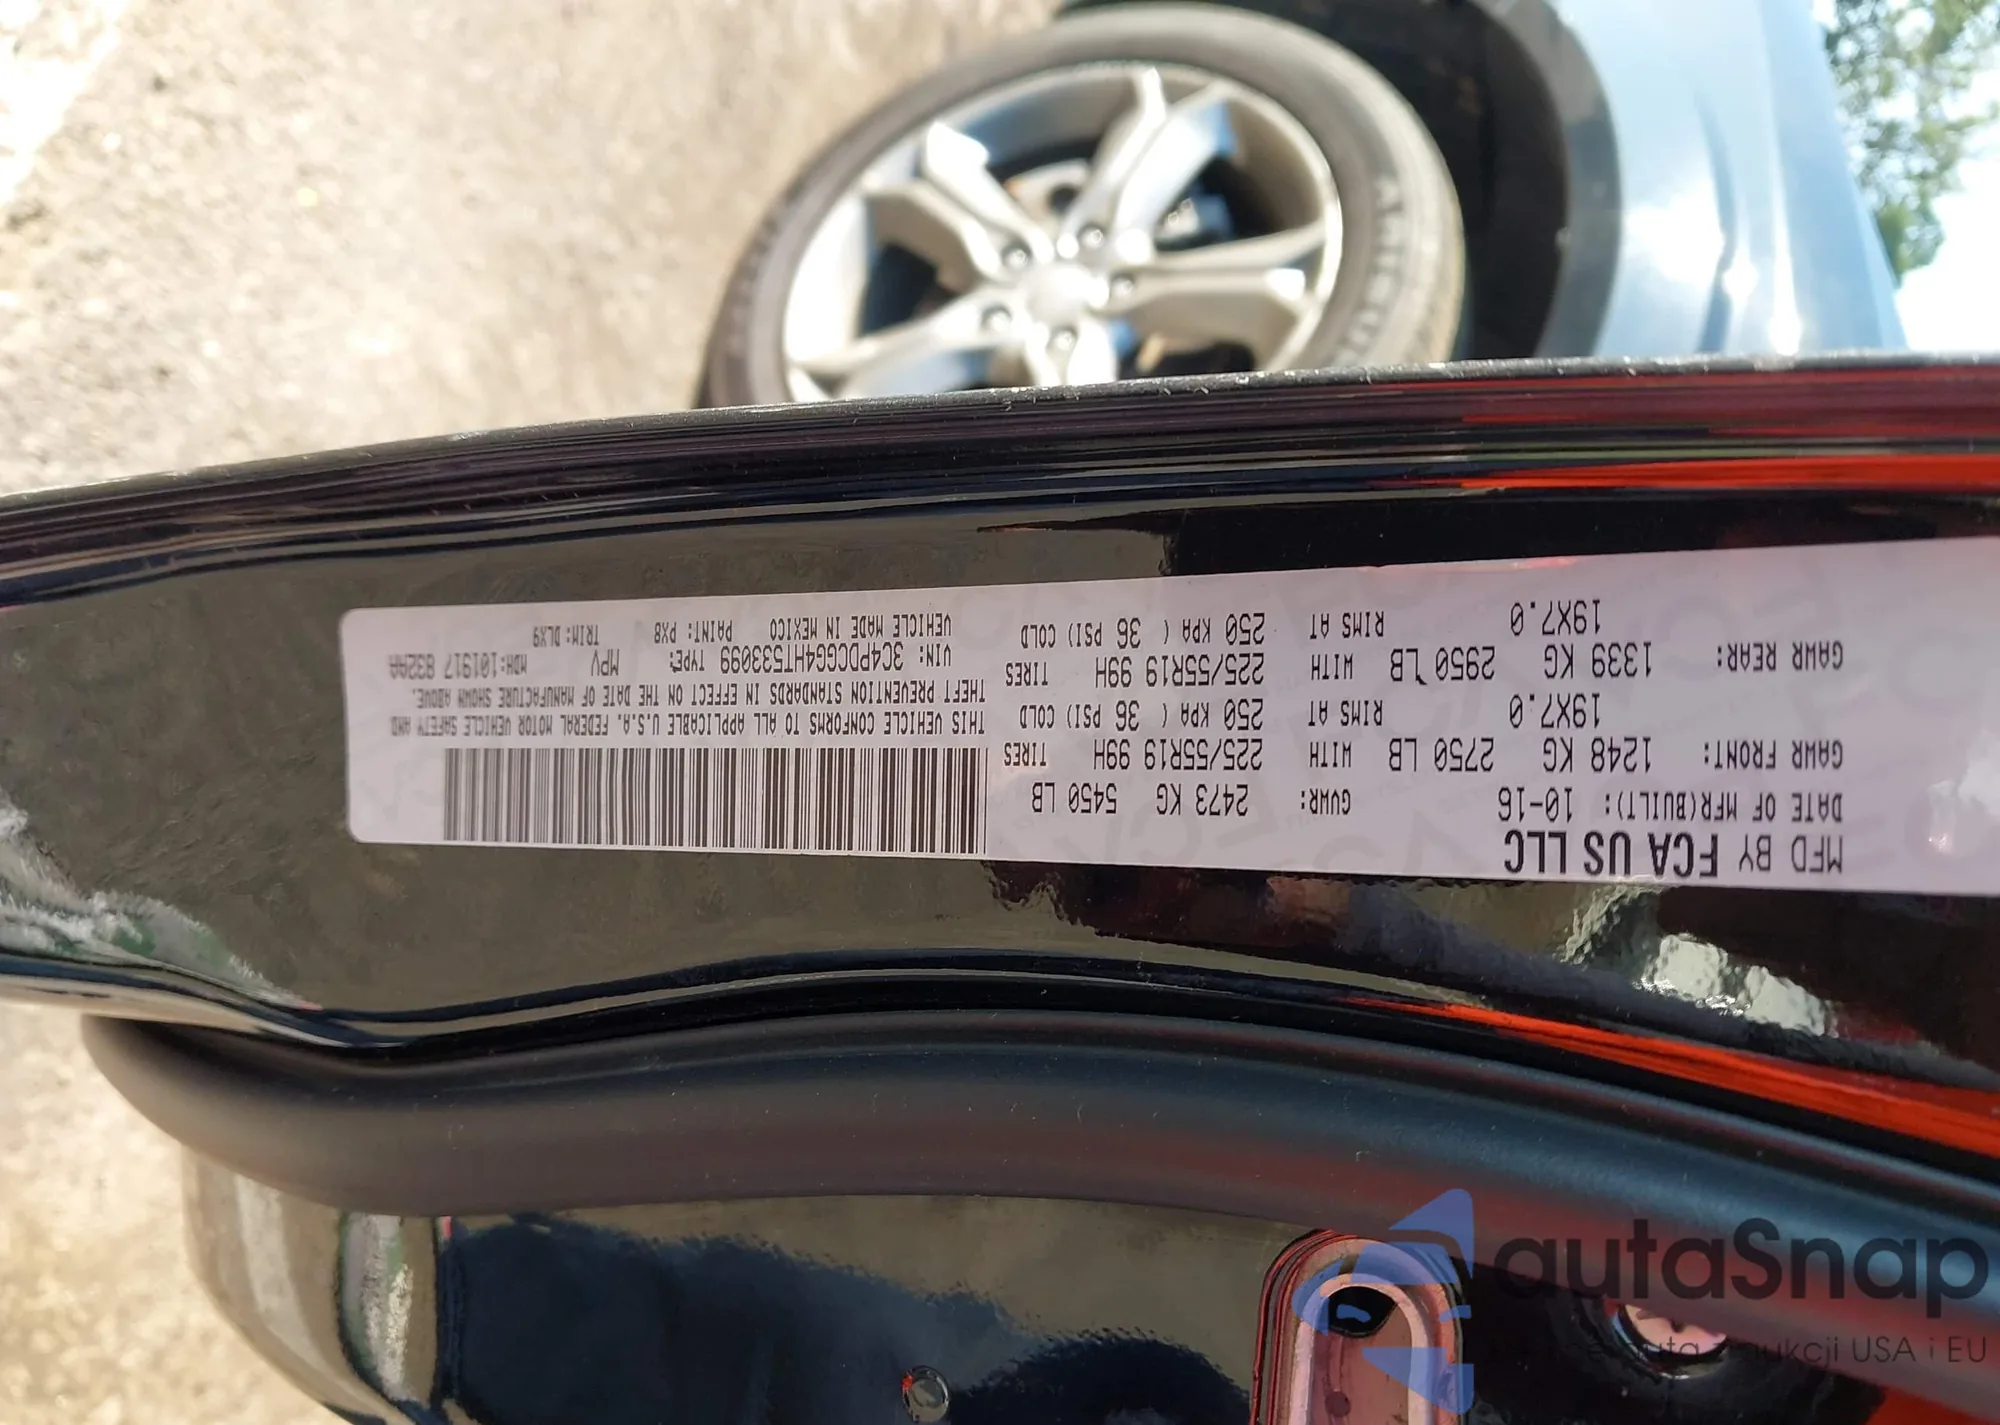 MFD BY FCA US LLC
DATE OF MFR(BUILT): 10-16 GVWR: 2473 KG 5450 LB
GAWR FRONT: 1248 KG 2750 LB WITH TIRES 225/55R19 99H
19X7.0 RIMS AT 250 KPA ( 36 PSI) COLD
GAWR REAR: 1339 KG 2950 LB WITH TIRES 225/55R19 99H
19X7.0 RIMS AT 250 KPA ( 36 PSI) COLD
THIS VEHICLE CONFORMS TO ALL APPLICABLE U.S.A. FEDERAL MOTOR VEHICLE SAFETY AND
THEFT PREVENTION STANDARDS IN EFFECT ON THE DATE OF MANUFACTURE SHOWN ABOVE.
VIN: 3C4PDCGG4HT533099 TYPE: MPV MDH: 101917 832AA
VEHICLE MADE IN MEXICO PAINT: PX8 TRIM: DLX9
autaSnap
USA i EU